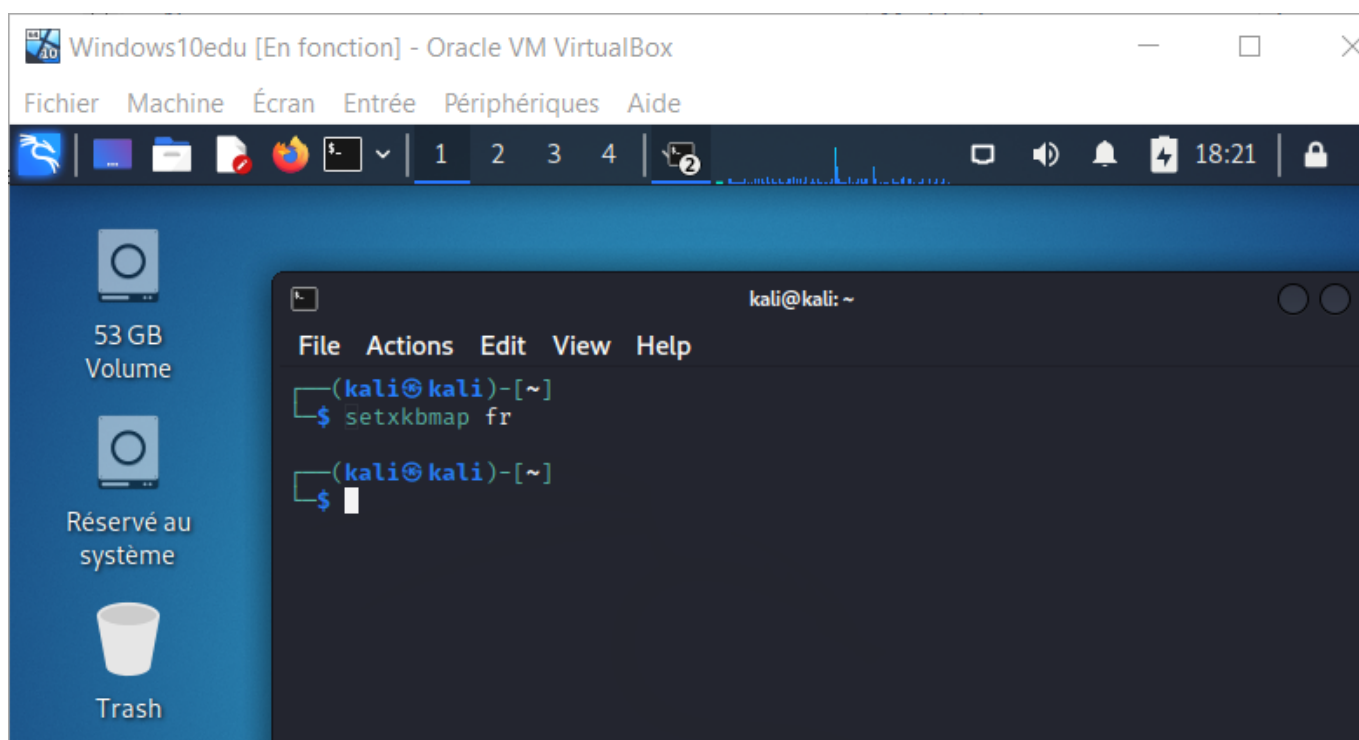 Windows10edu [En fonction] - Oracle VM VirtualBox
Fichier Machine Écran Entrée Périphériques Aide
1 2 3 4 2 18:21
53 GB
Volume
Réservé au
système
Trash
kali@kali: ~
File Actions Edit View Help
┌──(kali㉿kali)-[~]
└─$ setxkbmap fr
┌──(kali㉿kali)-[~]
└─$